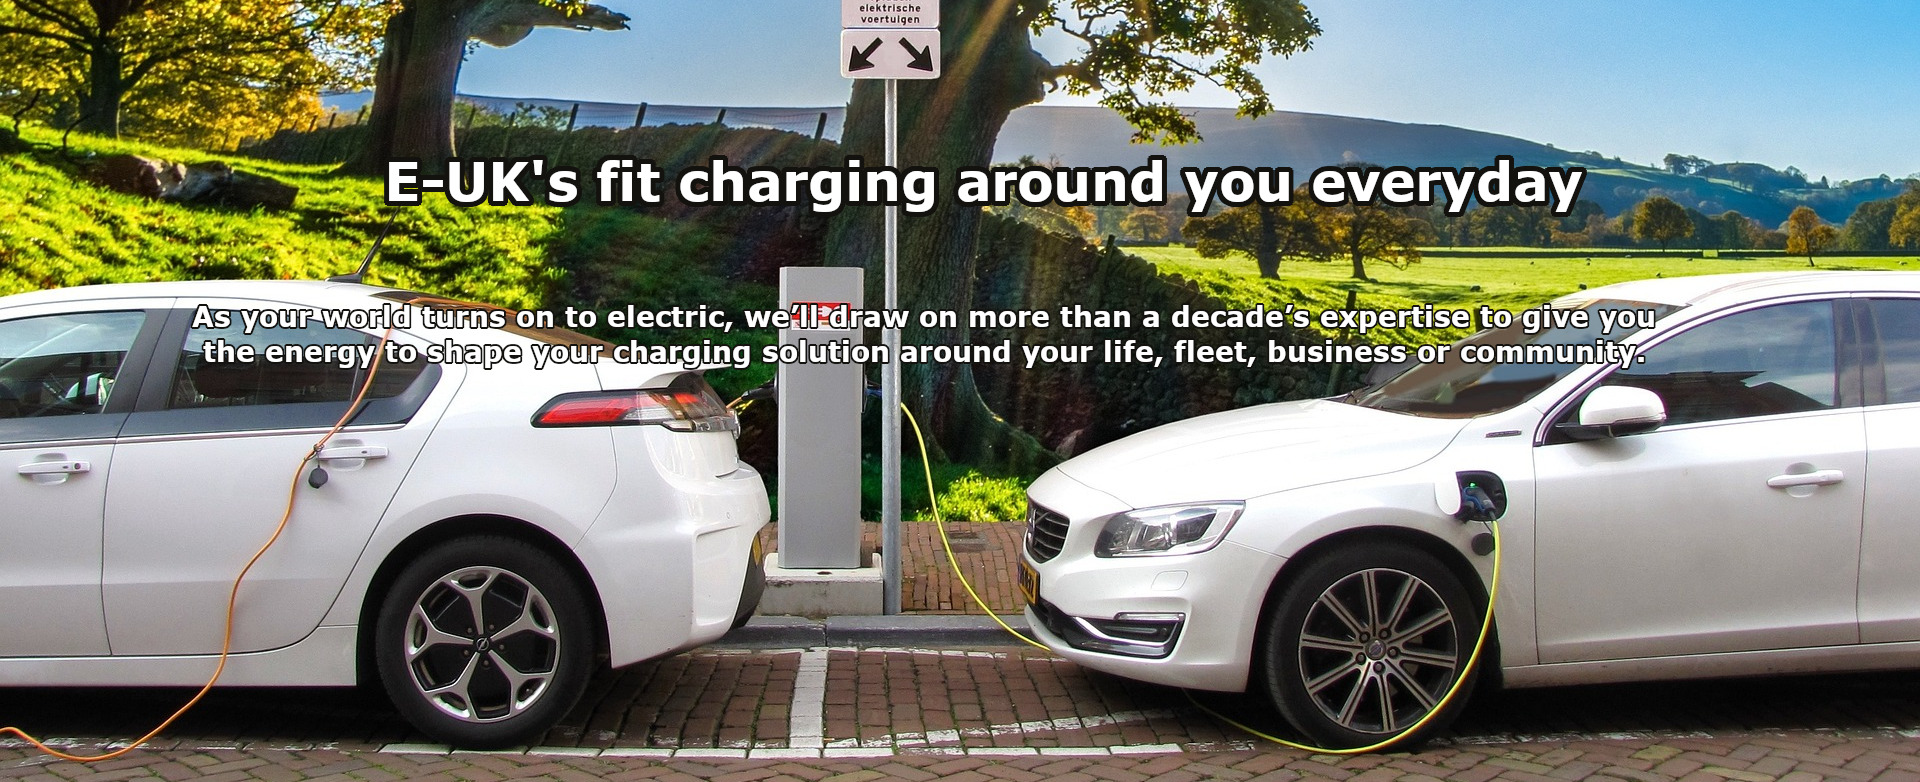 elektrische
voertuigen
E-UK's fit charging around you everyday
As your world turns on to electric, we’ll draw on more than a decade’s expertise to give you
the energy to shape your charging solution around your life, fleet, business or community.